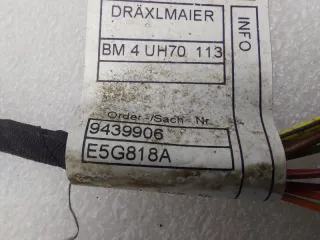 DRÄXLMAIER
INFO
BM 4 UH70 113
Order-/Sach- Nr
9439906
E5G818A